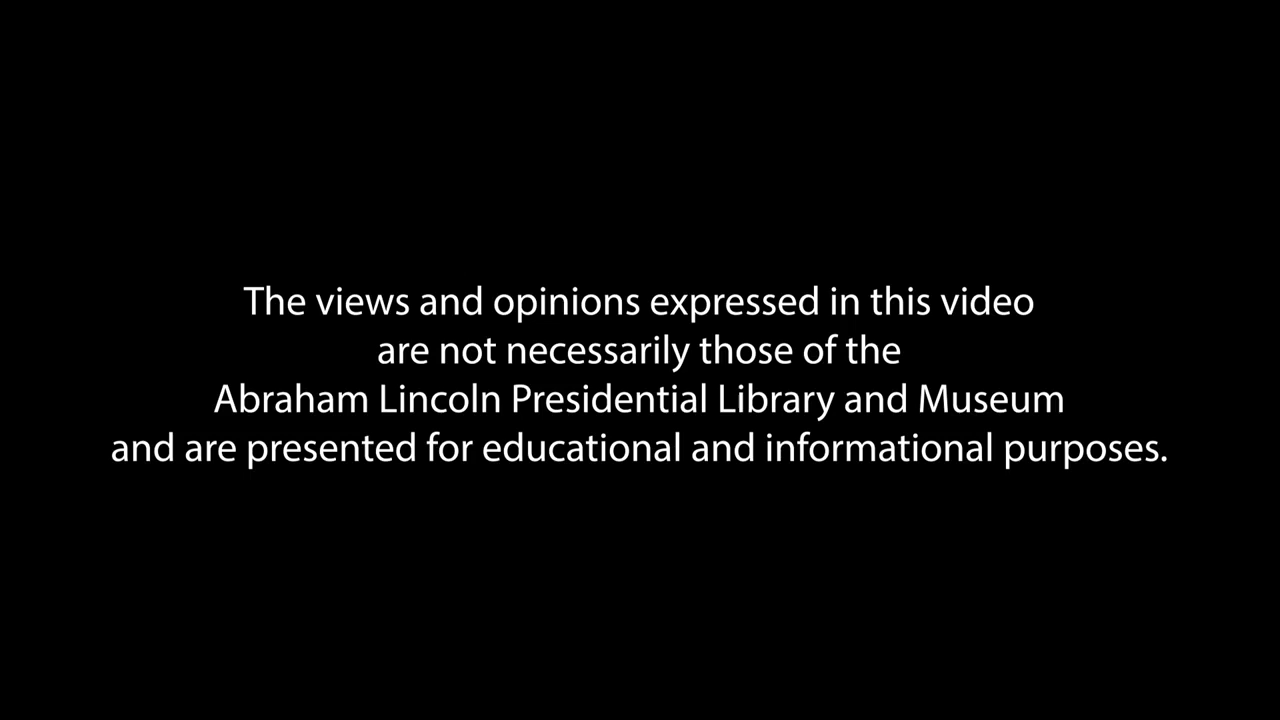 The views and opinions expressed in this video
are not necessarily those of the
Abraham Lincoln Presidential Library and Museum
and are presented for educational and informational purposes.